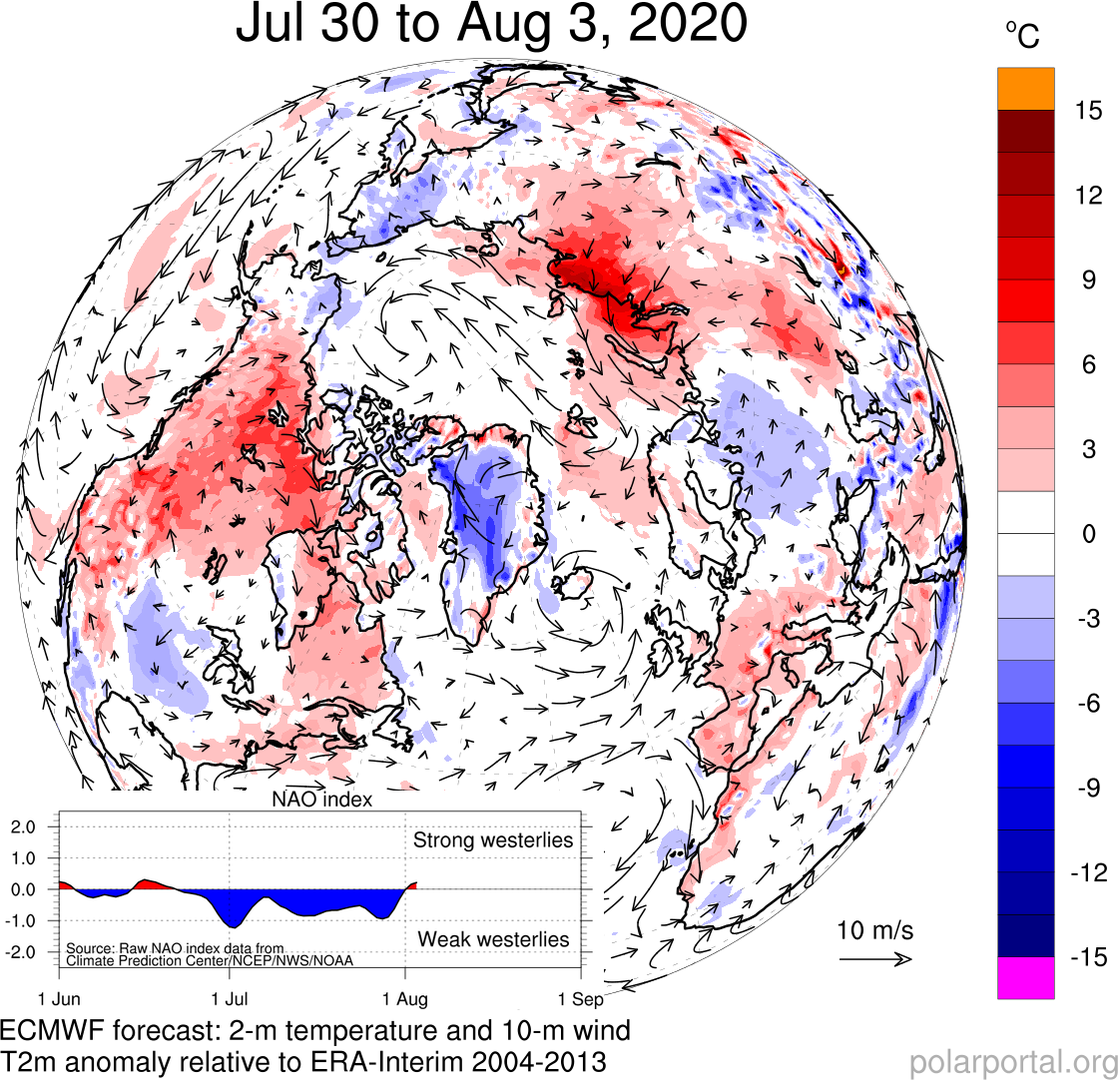 Jul 30 to Aug 3, 2020
°C
15
12
9
6
3
0
-3
-6
-9
-12
-15
10 m/s
NAO index
2.0
1.0
0.0
-1.0
-2.0
Strong westerlies
Weak westerlies
Source: Raw NAO index data from
Climate Prediction Center/NCEP/NWS/NOAA
1 Jun
1 Jul
1 Aug
1 Sep
ECMWF forecast: 2-m temperature and 10-m wind
T2m anomaly relative to ERA-Interim 2004-2013
polarportal.org